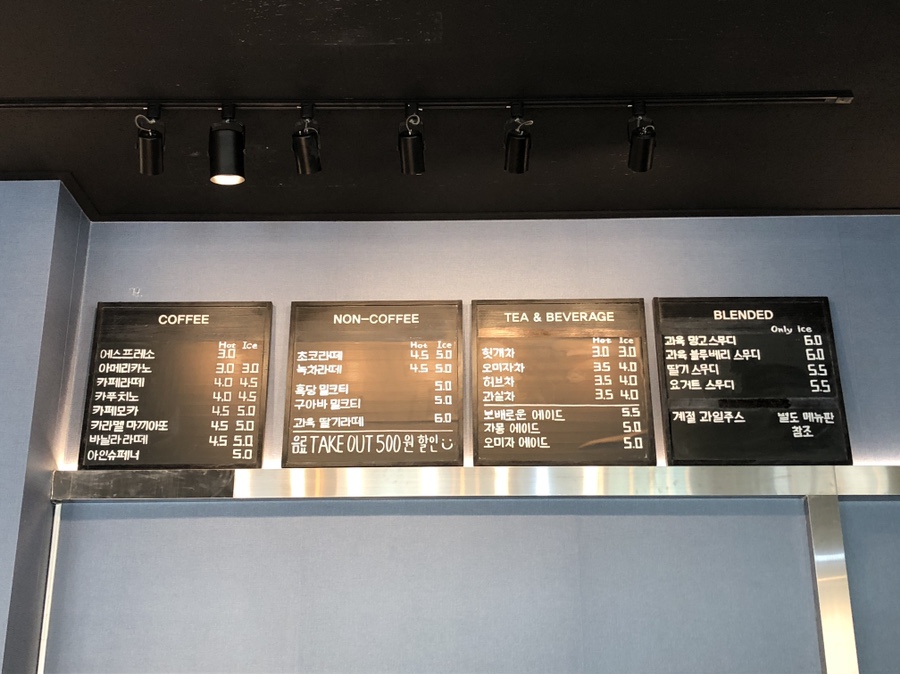 COFFEE
Hot Ice
에스프레소 3.0
아메리카노 3.0 3.0
카페라떼 4.0 4.5
카푸치노 4.0 4.5
카페모카 4.5 5.0
카라멜 마끼아또 4.5 5.0
바닐라 라떼 4.5 5.0
아인슈페너 5.0
NON-COFFEE
Hot Ice
초코라떼 4.5 5.0
녹차라떼 4.5 5.0
흑당 밀크티 5.0
구아바 밀크티 5.0
과육 딸기라떼 6.0
음료 TAKE OUT 500원 할인
TEA & BEVERAGE
Hot Ice
헛개차 3.0 3.0
오미자차 3.5 4.0
허브차 3.5 4.0
과실차 3.5 4.0
보배로운 에이드 5.5
자몽 에이드 5.0
오미자 에이드 5.0
BLENDED
Only Ice
과육 망고스무디 6.0
과육 블루베리 스무디 6.0
딸기 스무디 5.5
요거트 스무디 5.5
계절 과일주스 별도 메뉴판
참조